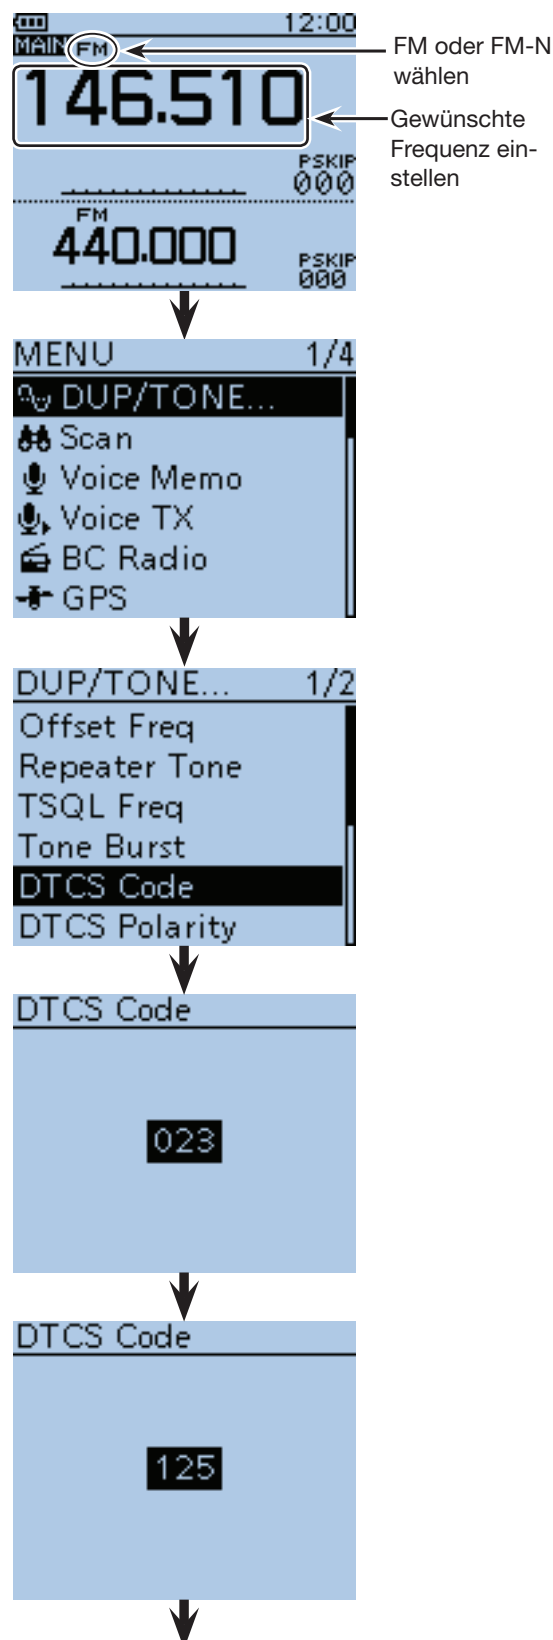 12:00
MAIN FM
FM oder FM-N
wählen
146.510
Gewünschte
Frequenz ein-
stellen
PSKIP
000
FM
440.000
PSKIP
000
MENU 1/4
DUP/TONE...
Scan
Voice Memo
Voice TX
BC Radio
GPS
DUP/TONE... 1/2
Offset Freq
Repeater Tone
TSQL Freq
Tone Burst
DTCS Code
DTCS Polarity
DTCS Code
023
DTCS Code
125